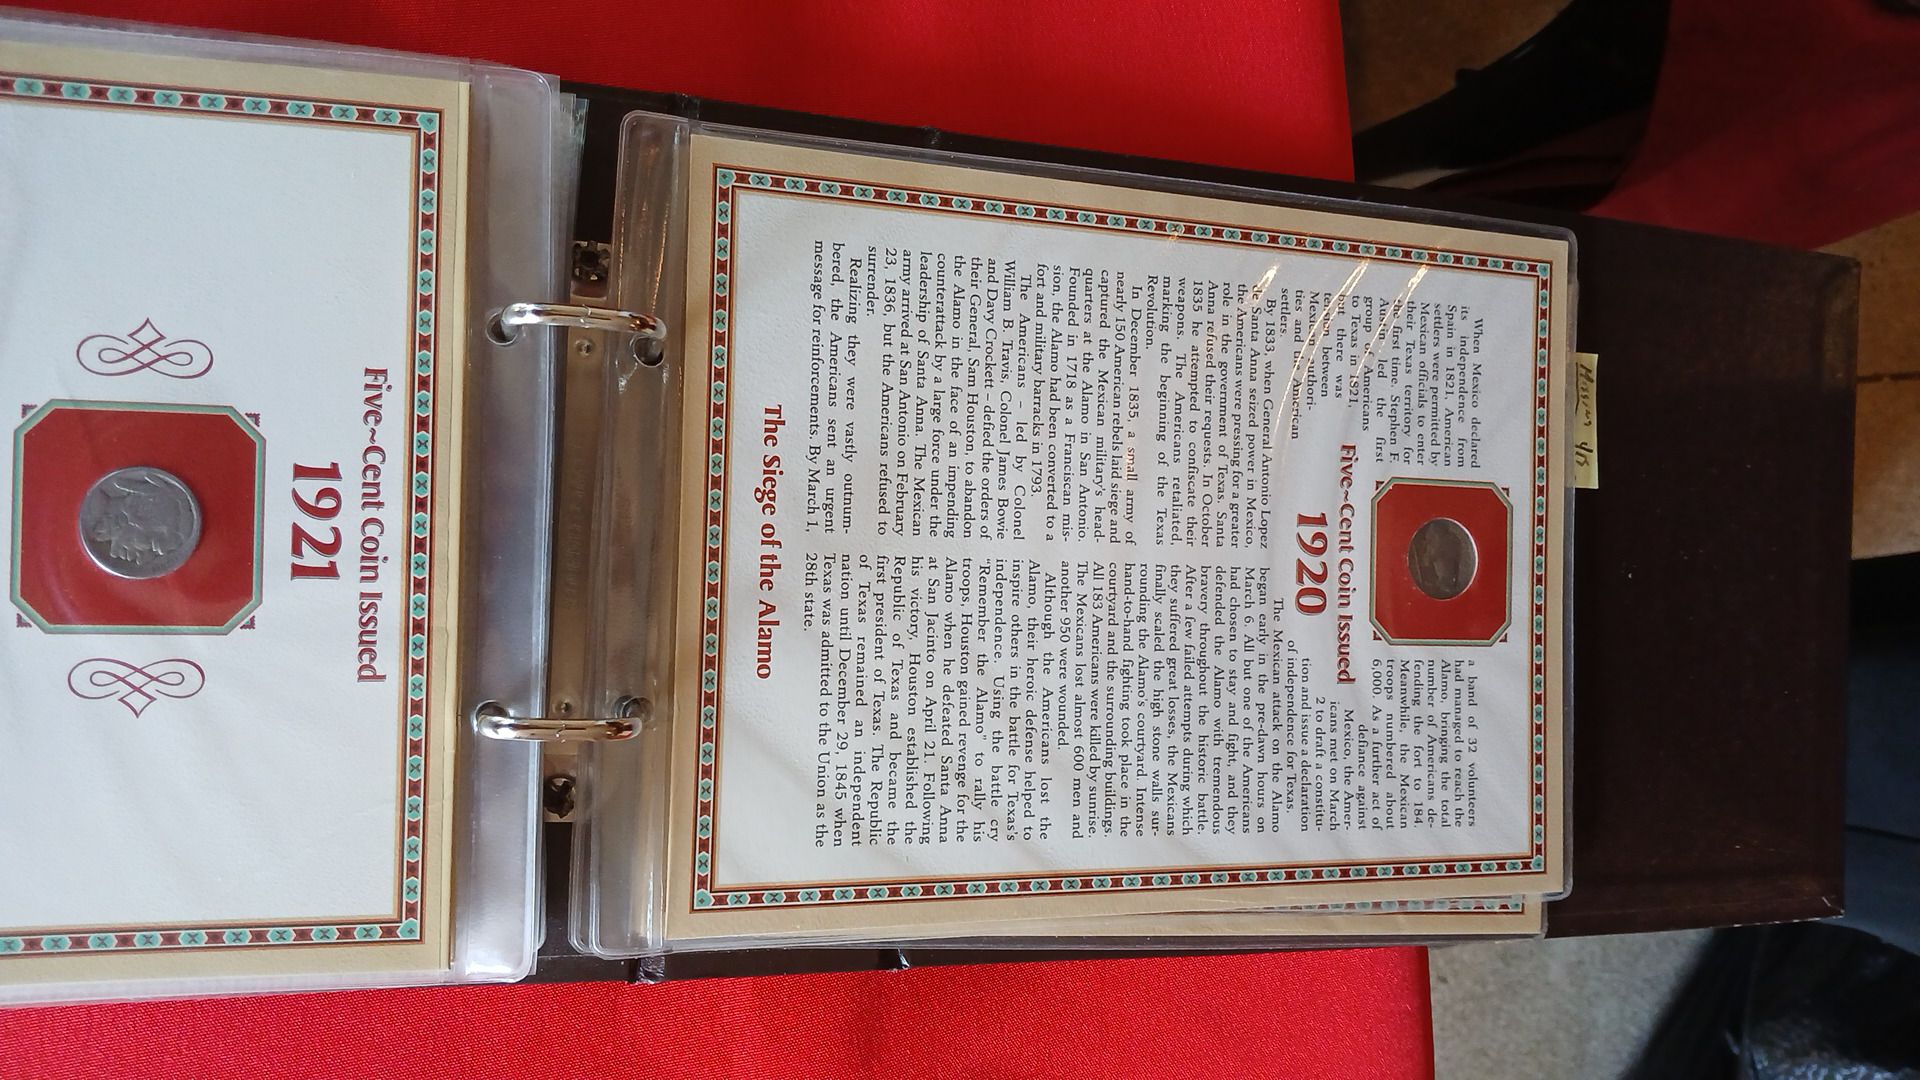 Missing yrs
When Mexico declared
its independence from
Spain in 1821, American
settlers were permitted by
Mexican officials to enter
their Texas territory for
the first time. Stephen F.
Austin led the first
group of Americans
to Texas in 1821,
but there was
tension between
Mexican authori-
ties and the American
settlers.
By 1833, when General Antonio Lopez
de Santa Anna seized power in Mexico,
the Americans were pressing for a greater
role in the government of Texas. Santa
Anna refused their requests. In October
1835 he attempted to confiscate their
weapons. The Americans retaliated,
marking the beginning of the Texas
Revolution.
In December 1835, a small army of
nearly 150 American rebels laid siege and
captured the Mexican military's head-
quarters at the Alamo in San Antonio.
Founded in 1718 as a Franciscan mis-
sion, the Alamo had been converted to a
fort and military barracks in 1793.
The Americans – led by Colonel
William B. Travis, Colonel James Bowie
and Davy Crockett – defied the orders of
their General, Sam Houston, to abandon
the Alamo in the face of an impending
counterattack by a large force under the
leadership of Santa Anna. The Mexican
army arrived at San Antonio on February
23, 1836, but the Americans refused to
surrender.
Realizing they were vastly outnum-
bered, the Americans sent an urgent
message for reinforcements. By March 1,
Five~Cent Coin Issued
1920
a band of 32 volunteers
had managed to reach the
Alamo, bringing the total
number of Americans de-
fending the fort to 184.
Meanwhile, the Mexican
troops numbered about
6,000. As a further act of
defiance against
Mexico, the Amer-
icans met on March
2 to draft a constitu-
tion and issue a declaration
of independence for Texas.
The Mexican attack on the Alamo
began early in the pre-dawn hours on
March 6. All but one of the Americans
had chosen to stay and fight, and they
defended the Alamo with tremendous
bravery throughout the historic battle.
After a few failed attempts during which
they suffered great losses, the Mexicans
finally scaled the high stone walls sur-
rounding the Alamo's courtyard. Intense
hand-to-hand fighting took place in the
courtyard and the surrounding buildings.
All 183 Americans were killed by sunrise.
The Mexicans lost almost 600 men and
another 950 were wounded.
Although the Americans lost the
Alamo, their heroic defense helped to
inspire others in the battle for Texas's
independence. Using the battle cry
"Remember the Alamo" to rally his
troops, Houston gained revenge for the
Alamo when he defeated Santa Anna
at San Jacinto on April 21. Following
his victory, Houston established the
Republic of Texas and became the
first president of Texas. The Republic
of Texas remained an independent
nation until December 29, 1845 when
Texas was admitted to the Union as the
28th state.
The Siege of the Alamo
Five~Cent Coin Issued
1921